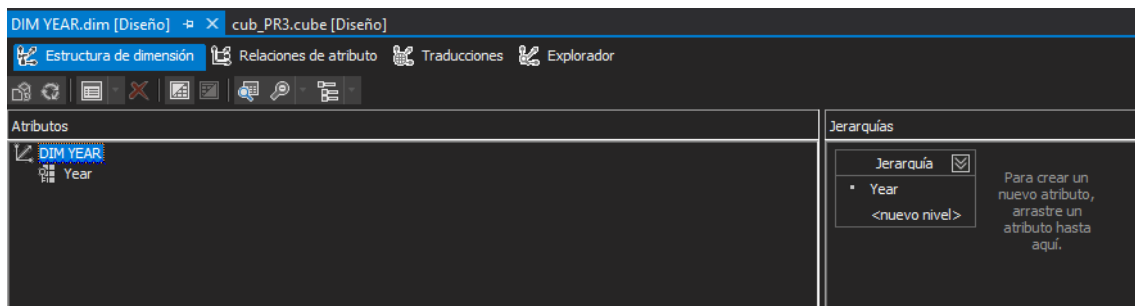 DIM YEAR.dim [Diseño] cub_PR3.cube [Diseño]
Estructura de dimensión Relaciones de atributo Traducciones Explorador
Atributos Jerarquías
DIM YEAR
Year
Jerarquía
Year
<nuevo nivel>
Para crear un
nuevo atributo,
arrastre un
atributo hasta
aquí.